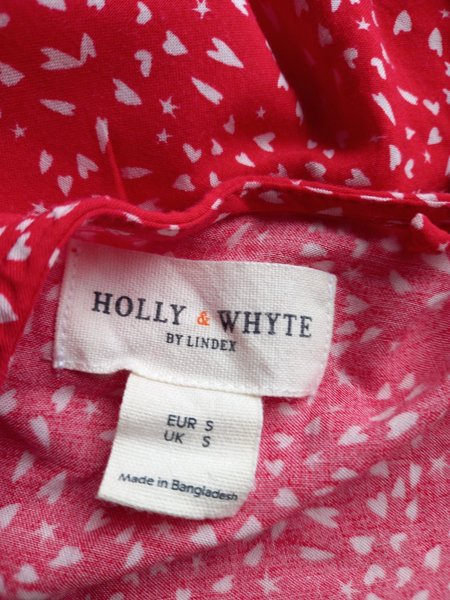 HOLLY & WHYTE
BY LINDEX
EUR S
UK S
Made in Bangladesh